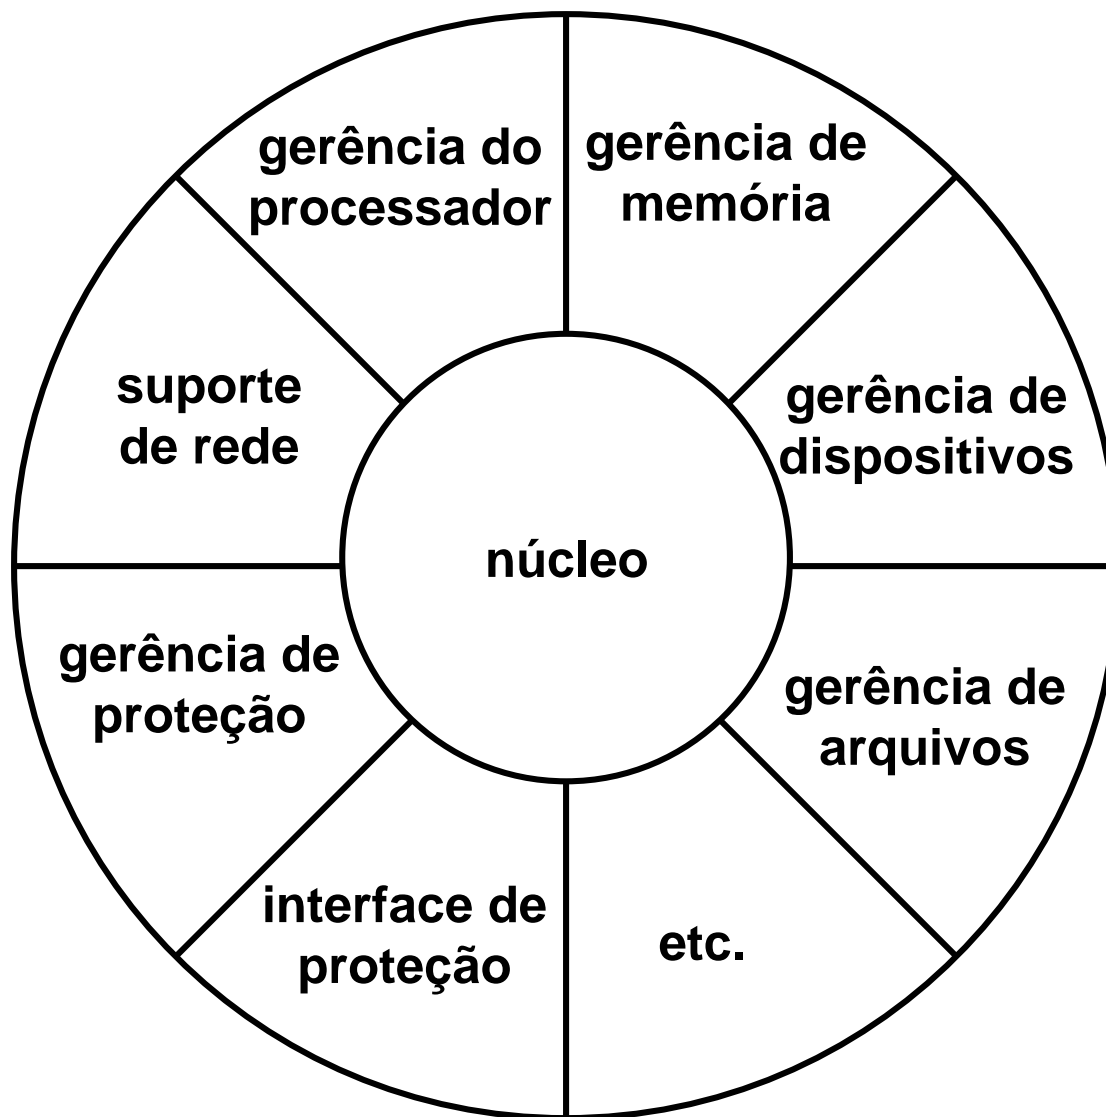 gerência do
processador
gerência de
memória
suporte
de rede
gerência de
dispositivos
núcleo
gerência de
proteção
gerência de
arquivos
interface de
proteção
etc.